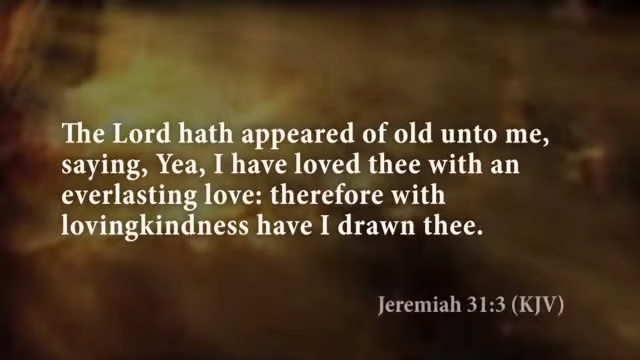 The Lord hath appeared of old unto me,
saying, Yea, I have loved thee with an
everlasting love: therefore with
lovingkindness have I drawn thee.
Jeremiah 31:3 (KJV)